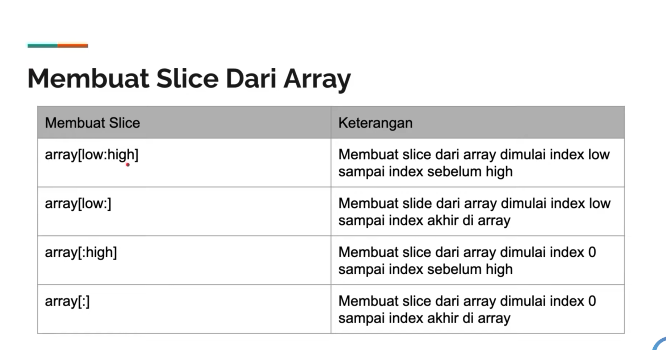 Membuat Slice Dari Array
Membuat Slice
Keterangan
array[low:high]
Membuat slice dari array dimulai index low
sampai index sebelum high
array[low:]
Membuat slide dari array dimulai index low
sampai index akhir di array
array[:high]
Membuat slice dari array dimulai index 0
sampai index sebelum high
array[:]
Membuat slice dari array dimulai index 0
sampai index akhir di array